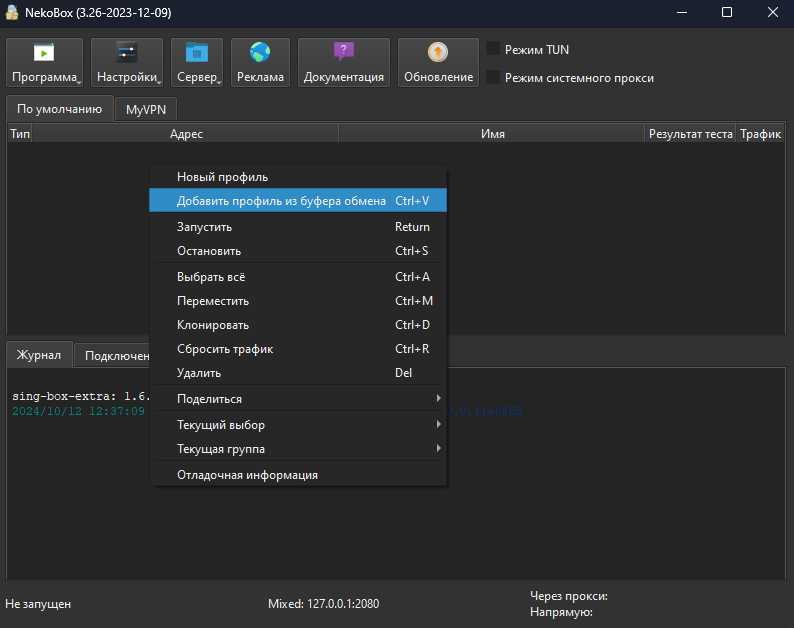 NekoBox (3.26-2023-12-09)
Программа Настройки Сервер Реклама Документация Обновление
Режим TUN
Режим системного прокси
По умолчанию MyVPN
Тип Адрес Имя Результат теста Трафик
Новый профиль
Добавить профиль из буфера обмена Ctrl+V
Запустить Return
Остановить Ctrl+S
Выбрать всё Ctrl+A
Переместить Ctrl+M
Клонировать Ctrl+D
Сбросить трафик Ctrl+R
Удалить Del
Поделиться
Текущий выбор
Текущая группа
Отладочная информация
Журнал Подключен
sing-box-extra: 1.6.
2024/10/12 12:37:09 .0.1:60455
Не запущен Mixed: 127.0.0.1:2080
Через прокси:
Напрямую: